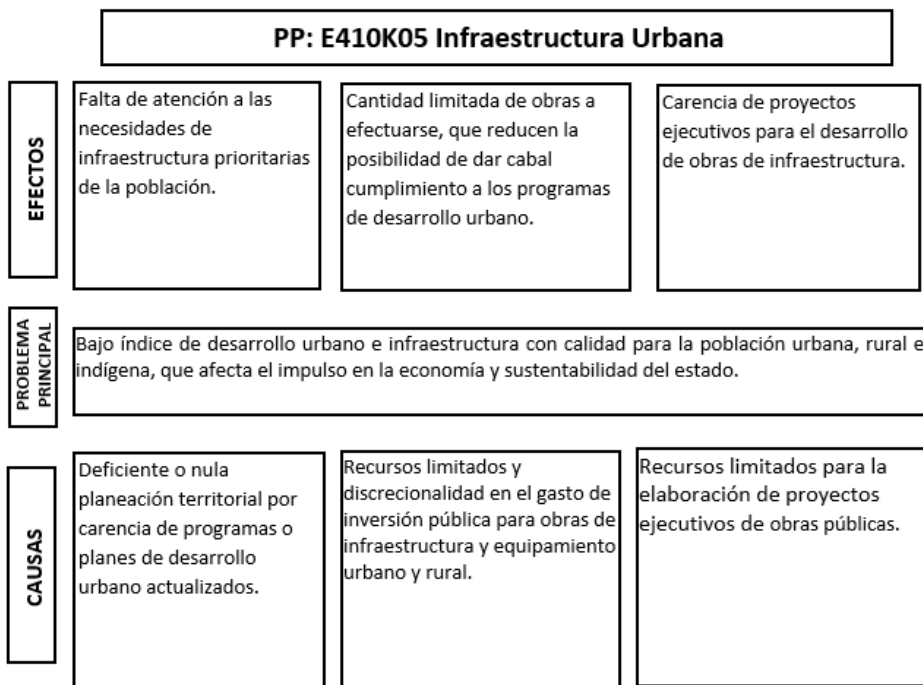 PP: E410K05 Infraestructura Urbana
EFECTOS
Falta de atención a las
necesidades de
infraestructura prioritarias
de la población.
Cantidad limitada de obras a
efectuarse, que reducen la
posibilidad de dar cabal
cumplimiento a los programas
de desarrollo urbano.
Carencia de proyectos
ejecutivos para el desarrollo
de obras de infraestructura.
PROBLEMA
PRINCIPAL
Bajo índice de desarrollo urbano e infraestructura con calidad para la población urbana, rural e
indígena, que afecta el impulso en la economía y sustentabilidad del estado.
CAUSAS
Deficiente o nula
planeación territorial por
carencia de programas o
planes de desarrollo
urbano actualizados.
Recursos limitados y
discrecionalidad en el gasto de
inversión pública para obras de
infraestructura y equipamiento
urbano y rural.
Recursos limitados para la
elaboración de proyectos
ejecutivos de obras públicas.